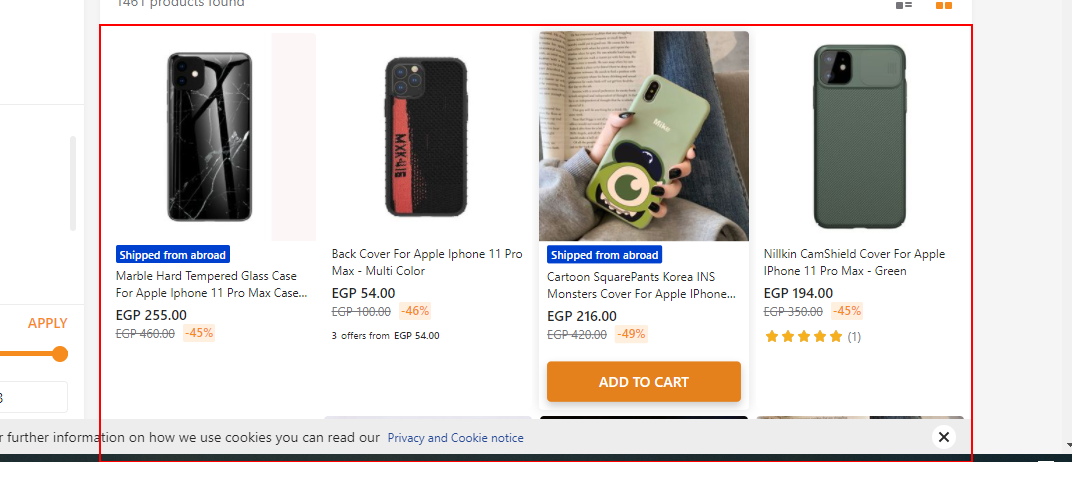 1461 products found
MXK-416
Mike
Shipped from abroad
Marble Hard Tempered Glass Case
For Apple Iphone 11 Pro Max Case...
EGP 255.00
EGP 460.00 -45%
Back Cover For Apple Iphone 11 Pro
Max - Multi Color
EGP 54.00
EGP 100.00 -46%
3 offers from EGP 54.00
Shipped from abroad
Cartoon SquarePants Korea INS
Monsters Cover For Apple IPhone...
EGP 216.00
EGP 420.00 -49%
ADD TO CART
Nillkin CamShield Cover For Apple
IPhone 11 Pro Max - Green
EGP 194.00
EGP 350.00 -45%
(1)
APPLY
r further information on how we use cookies you can read our Privacy and Cookie notice